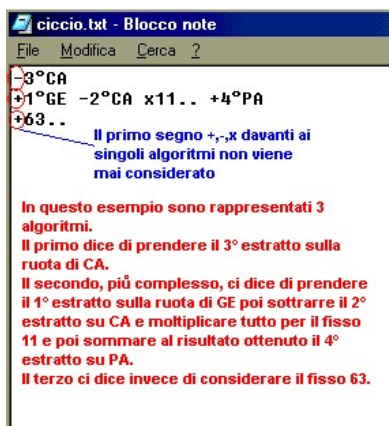 ciccio.txt - Blocco note
File Modifica Cerca ?
-3°CA
+1°GE -2°CA x11.. +4°PA
+63..
Il primo segno +,-,x davanti ai
singoli algoritmi non viene
mai considerato
In questo esempio sono rappresentati 3
algoritmi.
Il primo dice di prendere il 3° estratto sulla
ruota di CA.
Il secondo, piů complesso, ci dice di prendere
il 1° estratto sulla ruota di GE poi sottrarre il 2°
estratto su CA e moltiplicare tutto per il fisso
11 e poi sommare al risultato ottenuto il 4°
estratto su PA.
Il terzo ci dice invece di considerare il fisso 63.